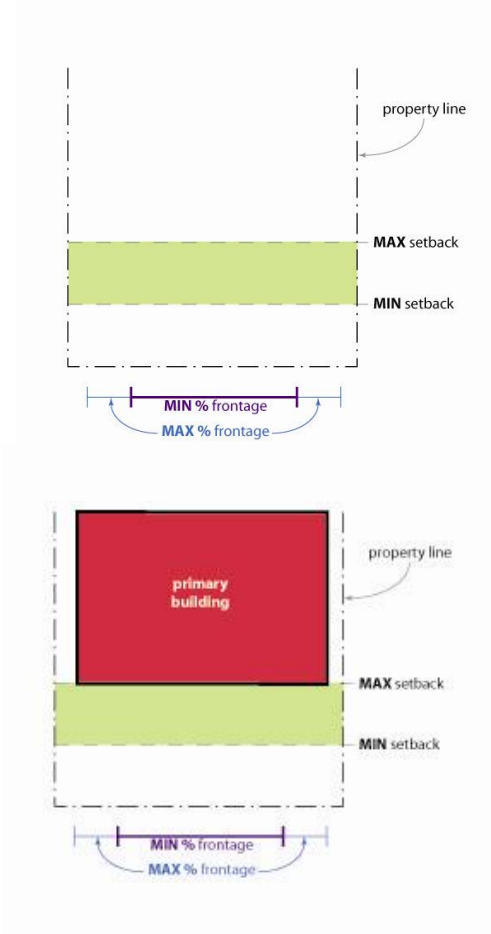 property line
MAX setback
MIN setback
MIN % frontage
MAX % frontage
property line
primary
building
MAX setback
MIN setback
MIN % frontage
MAX % frontage